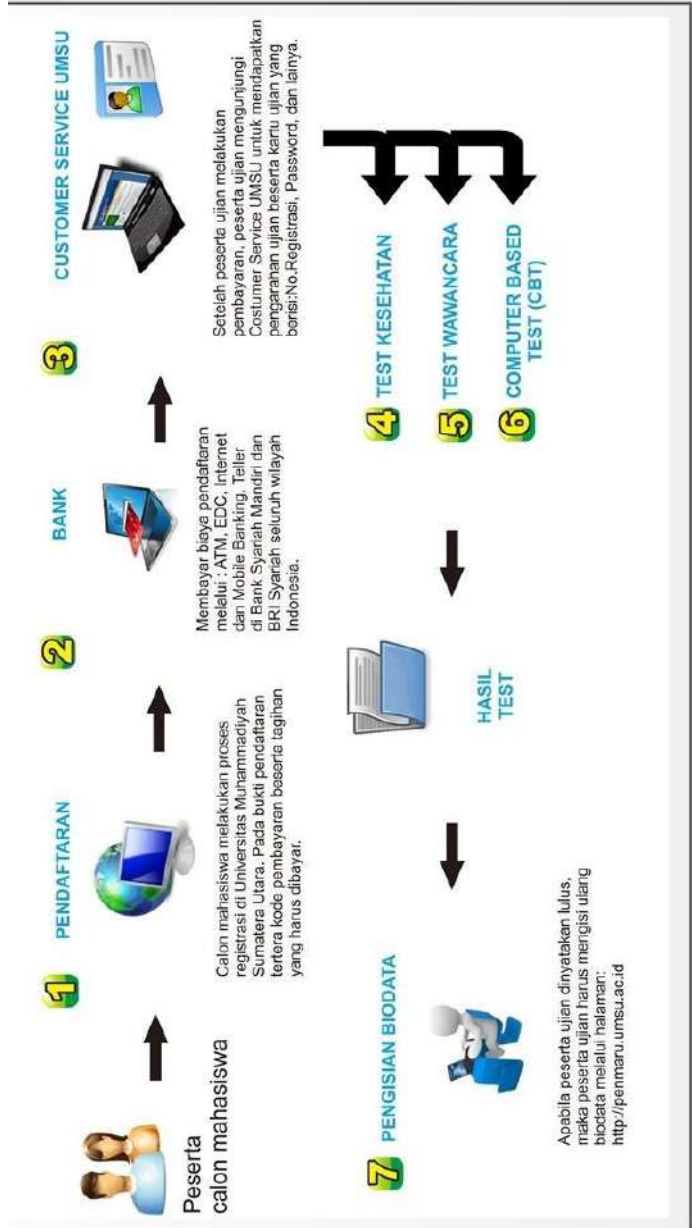 Peserta
calon mahasiswa
1 PENDAFTARAN
Calon mahasiswa melakukan proses
registrasi di Universitas Muhammadiyah
Sumatera Utara. Pada bukti pendaftaran
tertera kode pembayaran beserta tagihan
yang harus dibayar.
2 BANK
Membayar biaya pendaftaran
melalui : ATM, EDC, Internet
dan Mobile Banking, Teller
di Bank Syariah Mandiri dan
BRI Syariah seluruh wilayah
Indonesia.
3 CUSTOMER SERVICE UMSU
Setelah peserta ujian melakukan
pembayaran, peserta ujian mengunjungi
Costumer Service UMSU untuk mendapatkan
pengarahan ujian beserta kartu ujian yang
berisi:No.Registrasi, Password, dan lainya.
4 TEST KESEHATAN
5 TEST WAWANCARA
6 COMPUTER BASED
TEST (CBT)
HASIL
TEST
7 PENGISIAN BIODATA
Apabila peserta ujian dinyatakan lulus,
maka peserta ujian harus mengisi ulang
biodata melalui halaman:
http://penmaru.umsu.ac.id